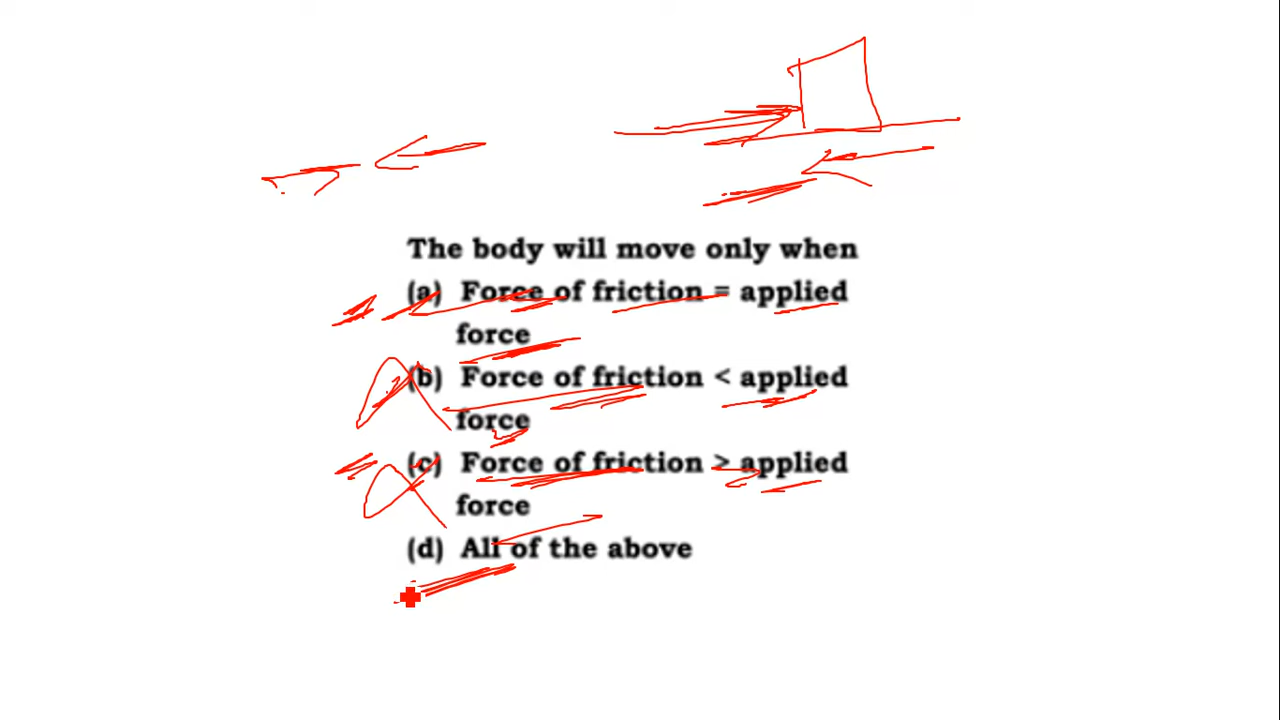 The body will move only when
(a) Force of friction = applied
force
(b) Force of friction < applied
force
(c) Force of friction > applied
force
(d) All of the above